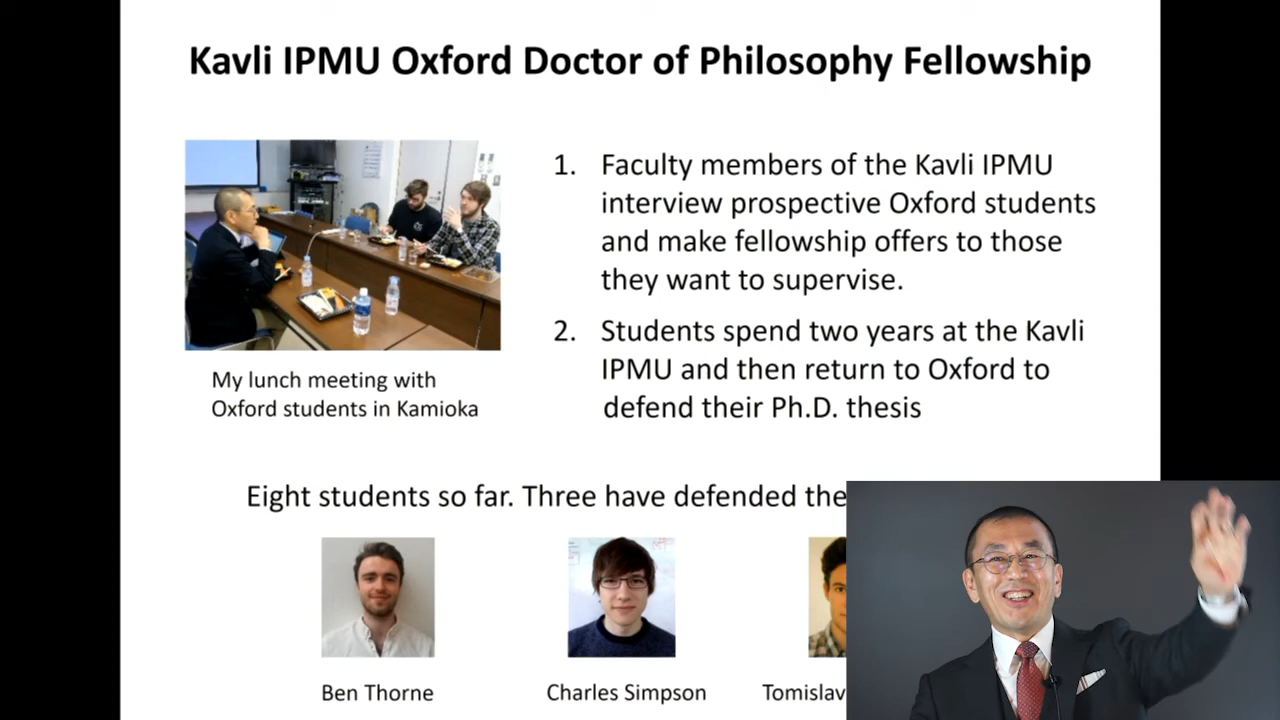 Kavli IPMU Oxford Doctor of Philosophy Fellowship
1. Faculty members of the Kavli IPMU
interview prospective Oxford students
and make fellowship offers to those
they want to supervise.
2. Students spend two years at the Kavli
IPMU and then return to Oxford to
defend their Ph.D. thesis
My lunch meeting with
Oxford students in Kamioka
Eight students so far. Three have defended the
Ben Thorne
Charles Simpson
Tomislav